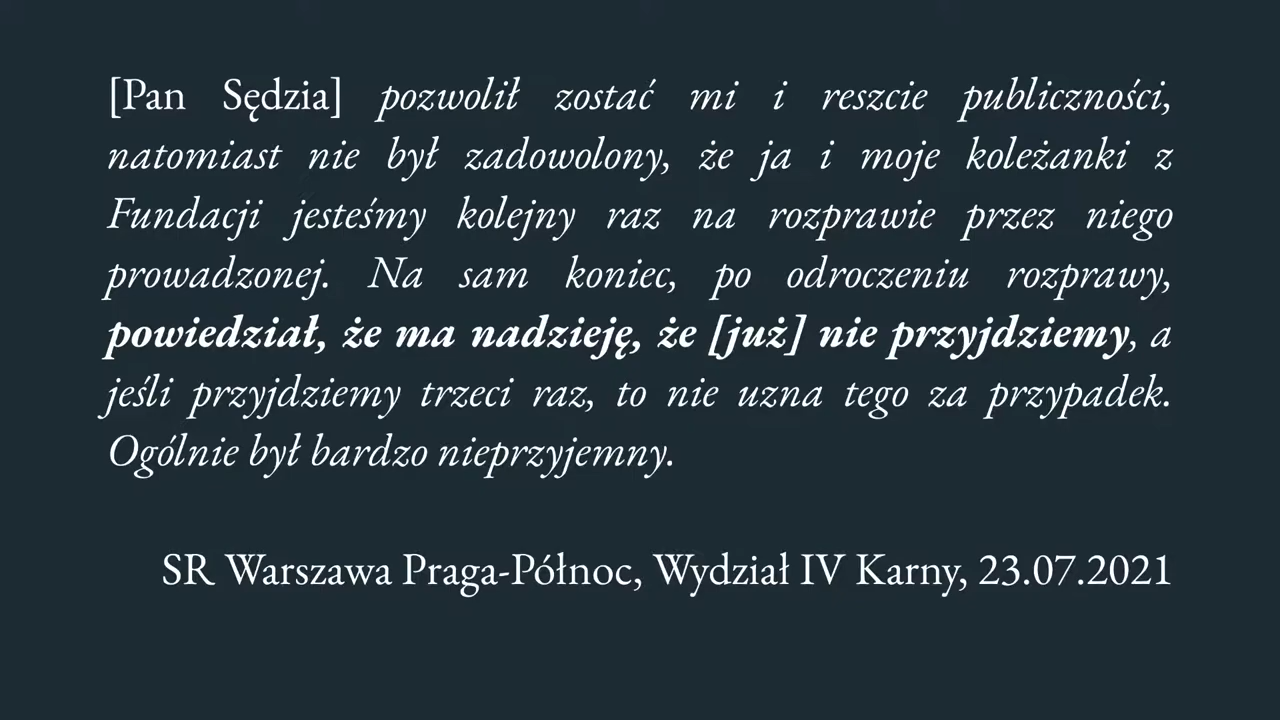 [Pan Sędzia] pozwolił zostać mi i reszcie publiczności,
natomiast nie był zadowolony, że ja i moje koleżanki z
Fundacji jesteśmy kolejny raz na rozprawie przez niego
prowadzonej. Na sam koniec, po odroczeniu rozprawy,
powiedział, że ma nadzieję, że [już] nie przyjdziemy, a
jeśli przyjdziemy trzeci raz, to nie uzna tego za przypadek.
Ogólnie był bardzo nieprzyjemny.
SR Warszawa Praga-Północ, Wydział IV Karny, 23.07.2021